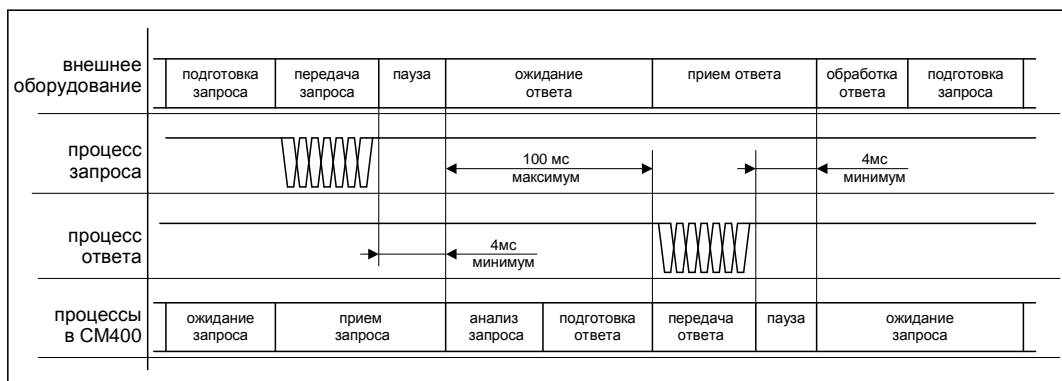 внешнее
оборудование
подготовка
запроса
передача
запроса
пауза
ожидание
ответа
прием ответа
обработка
ответа
подготовка
запроса
процесс
запроса
100 мс
максимум
4мс
минимум
процесс
ответа
4мс
минимум
процессы
в СМ400
ожидание
запроса
прием
запроса
анализ
запроса
подготовка
ответа
передача
ответа
пауза
ожидание
запроса